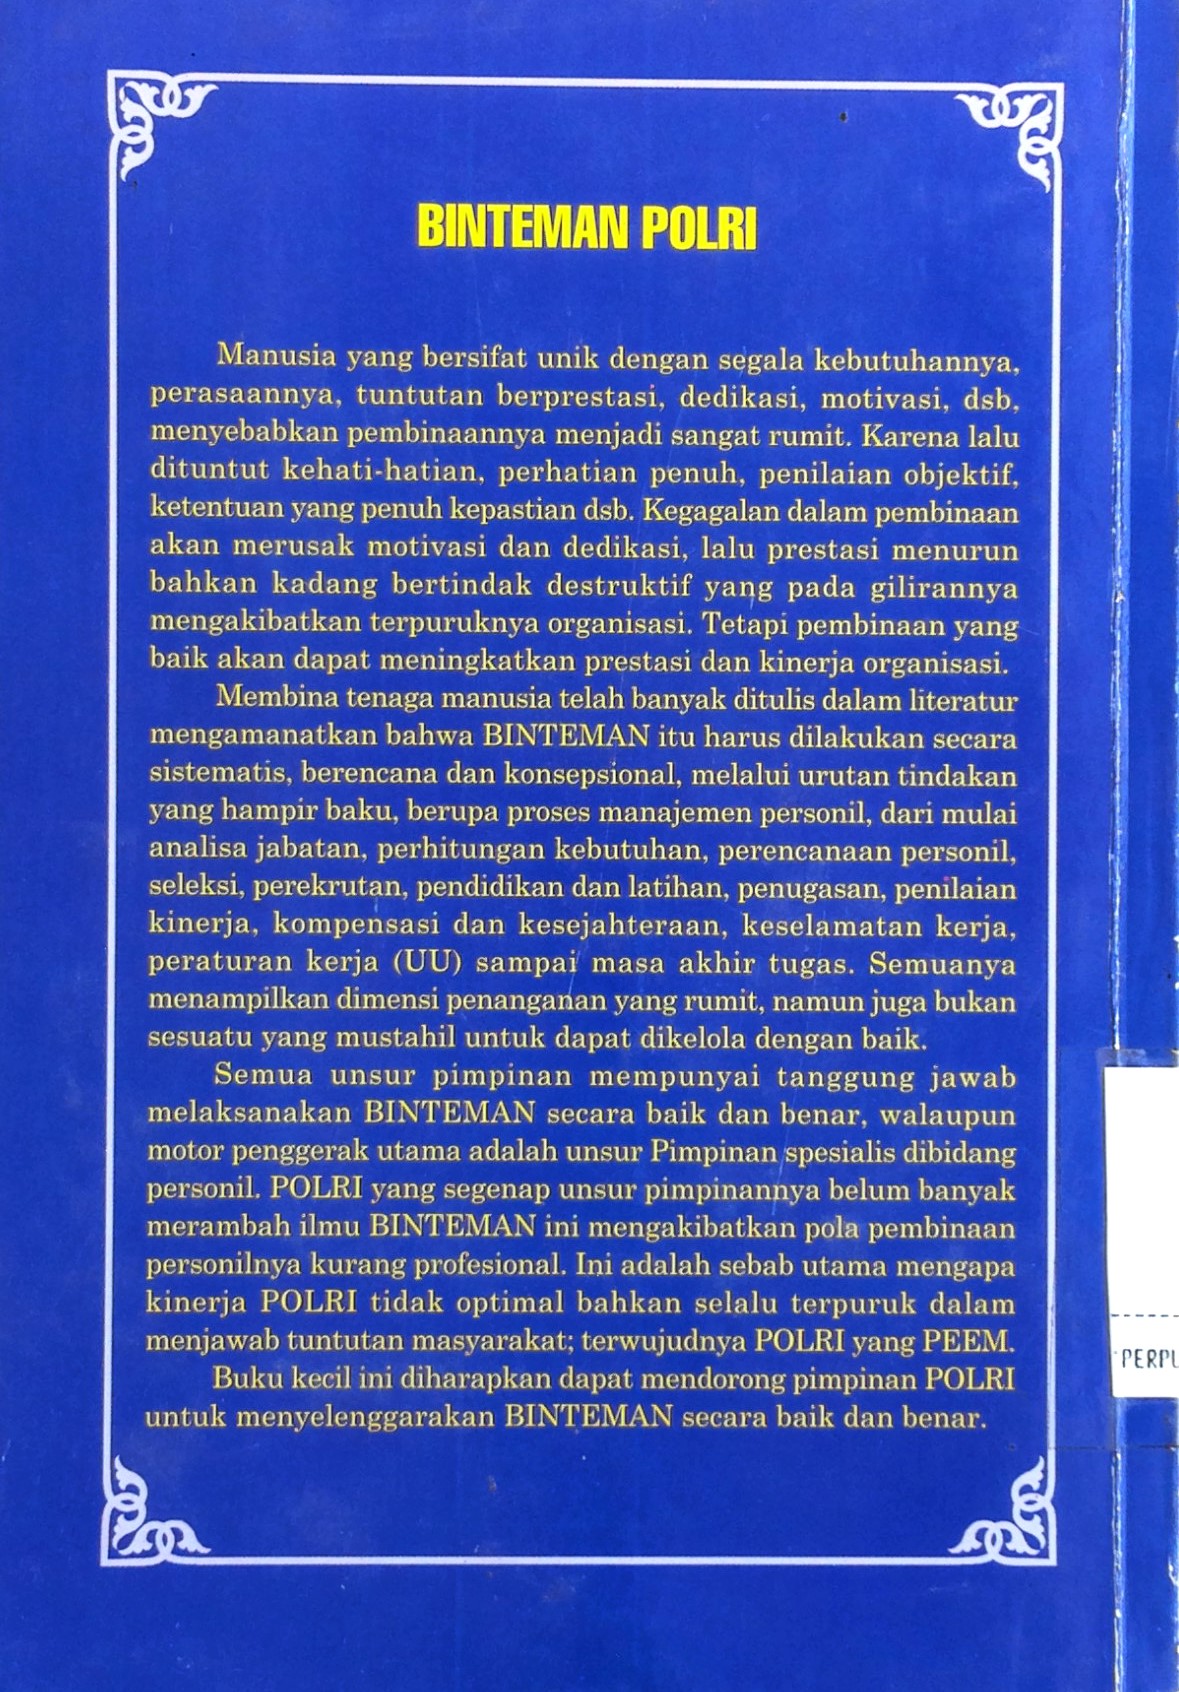 BINTEMAN POLRI
Manusia yang bersifat unik dengan segala kebutuhannya,
perasaannya, tuntutan berprestasi, dedikasi, motivasi, dsb,
menyebabkan pembinaannya menjadi sangat rumit. Karena lalu
dituntut kehati-hatian, perhatian penuh, penilaian objektif,
ketentuan yang penuh kepastian dsb. Kegagalan dalam pembinaan
akan merusak motivasi dan dedikasi, lalu prestasi menurun
bahkan kadang bertindak destruktif yang pada gilirannya
mengakibatkan terpuruknya organisasi. Tetapi pembinaan yang
baik akan dapat meningkatkan prestasi dan kinerja organisasi.
Membina tenaga manusia telah banyak ditulis dalam literatur
mengamanatkan bahwa BINTEMAN itu harus dilakukan secara
sistematis, berencana dan konsepsional, melalui urutan tindakan
yang hampir baku, berupa proses manajemen personil, dari mulai
analisa jabatan, perhitungan kebutuhan, perencanaan personil,
seleksi, perekrutan, pendidikan dan latihan, penugasan, penilaian
kinerja, kompensasi dan kesejahteraan, keselamatan kerja,
peraturan kerja (UU) sampai masa akhir tugas. Semuanya
menampilkan dimensi penanganan yang rumit, namun juga bukan
sesuatu yang mustahil untuk dapat dikelola dengan baik.
Semua unsur pimpinan mempunyai tanggung jawab
melaksanakan BINTEMAN secara baik dan benar, walaupun
motor penggerak utama adalah unsur Pimpinan spesialis dibidang
personil. POLRI yang segenap unsur pimpinannya belum banyak
merambah ilmu BINTEMAN ini mengakibatkan pola pembinaan
personilnya kurang profesional. Ini adalah sebab utama mengapa
kinerja POLRI tidak optimal bahkan selalu terpuruk dalam
menjawab tuntutan masyarakat; terwujudnya POLRI yang PEEM.
Buku kecil ini diharapkan dapat mendorong pimpinan POLRI
untuk menyelenggarakan BINTEMAN secara baik dan benar.